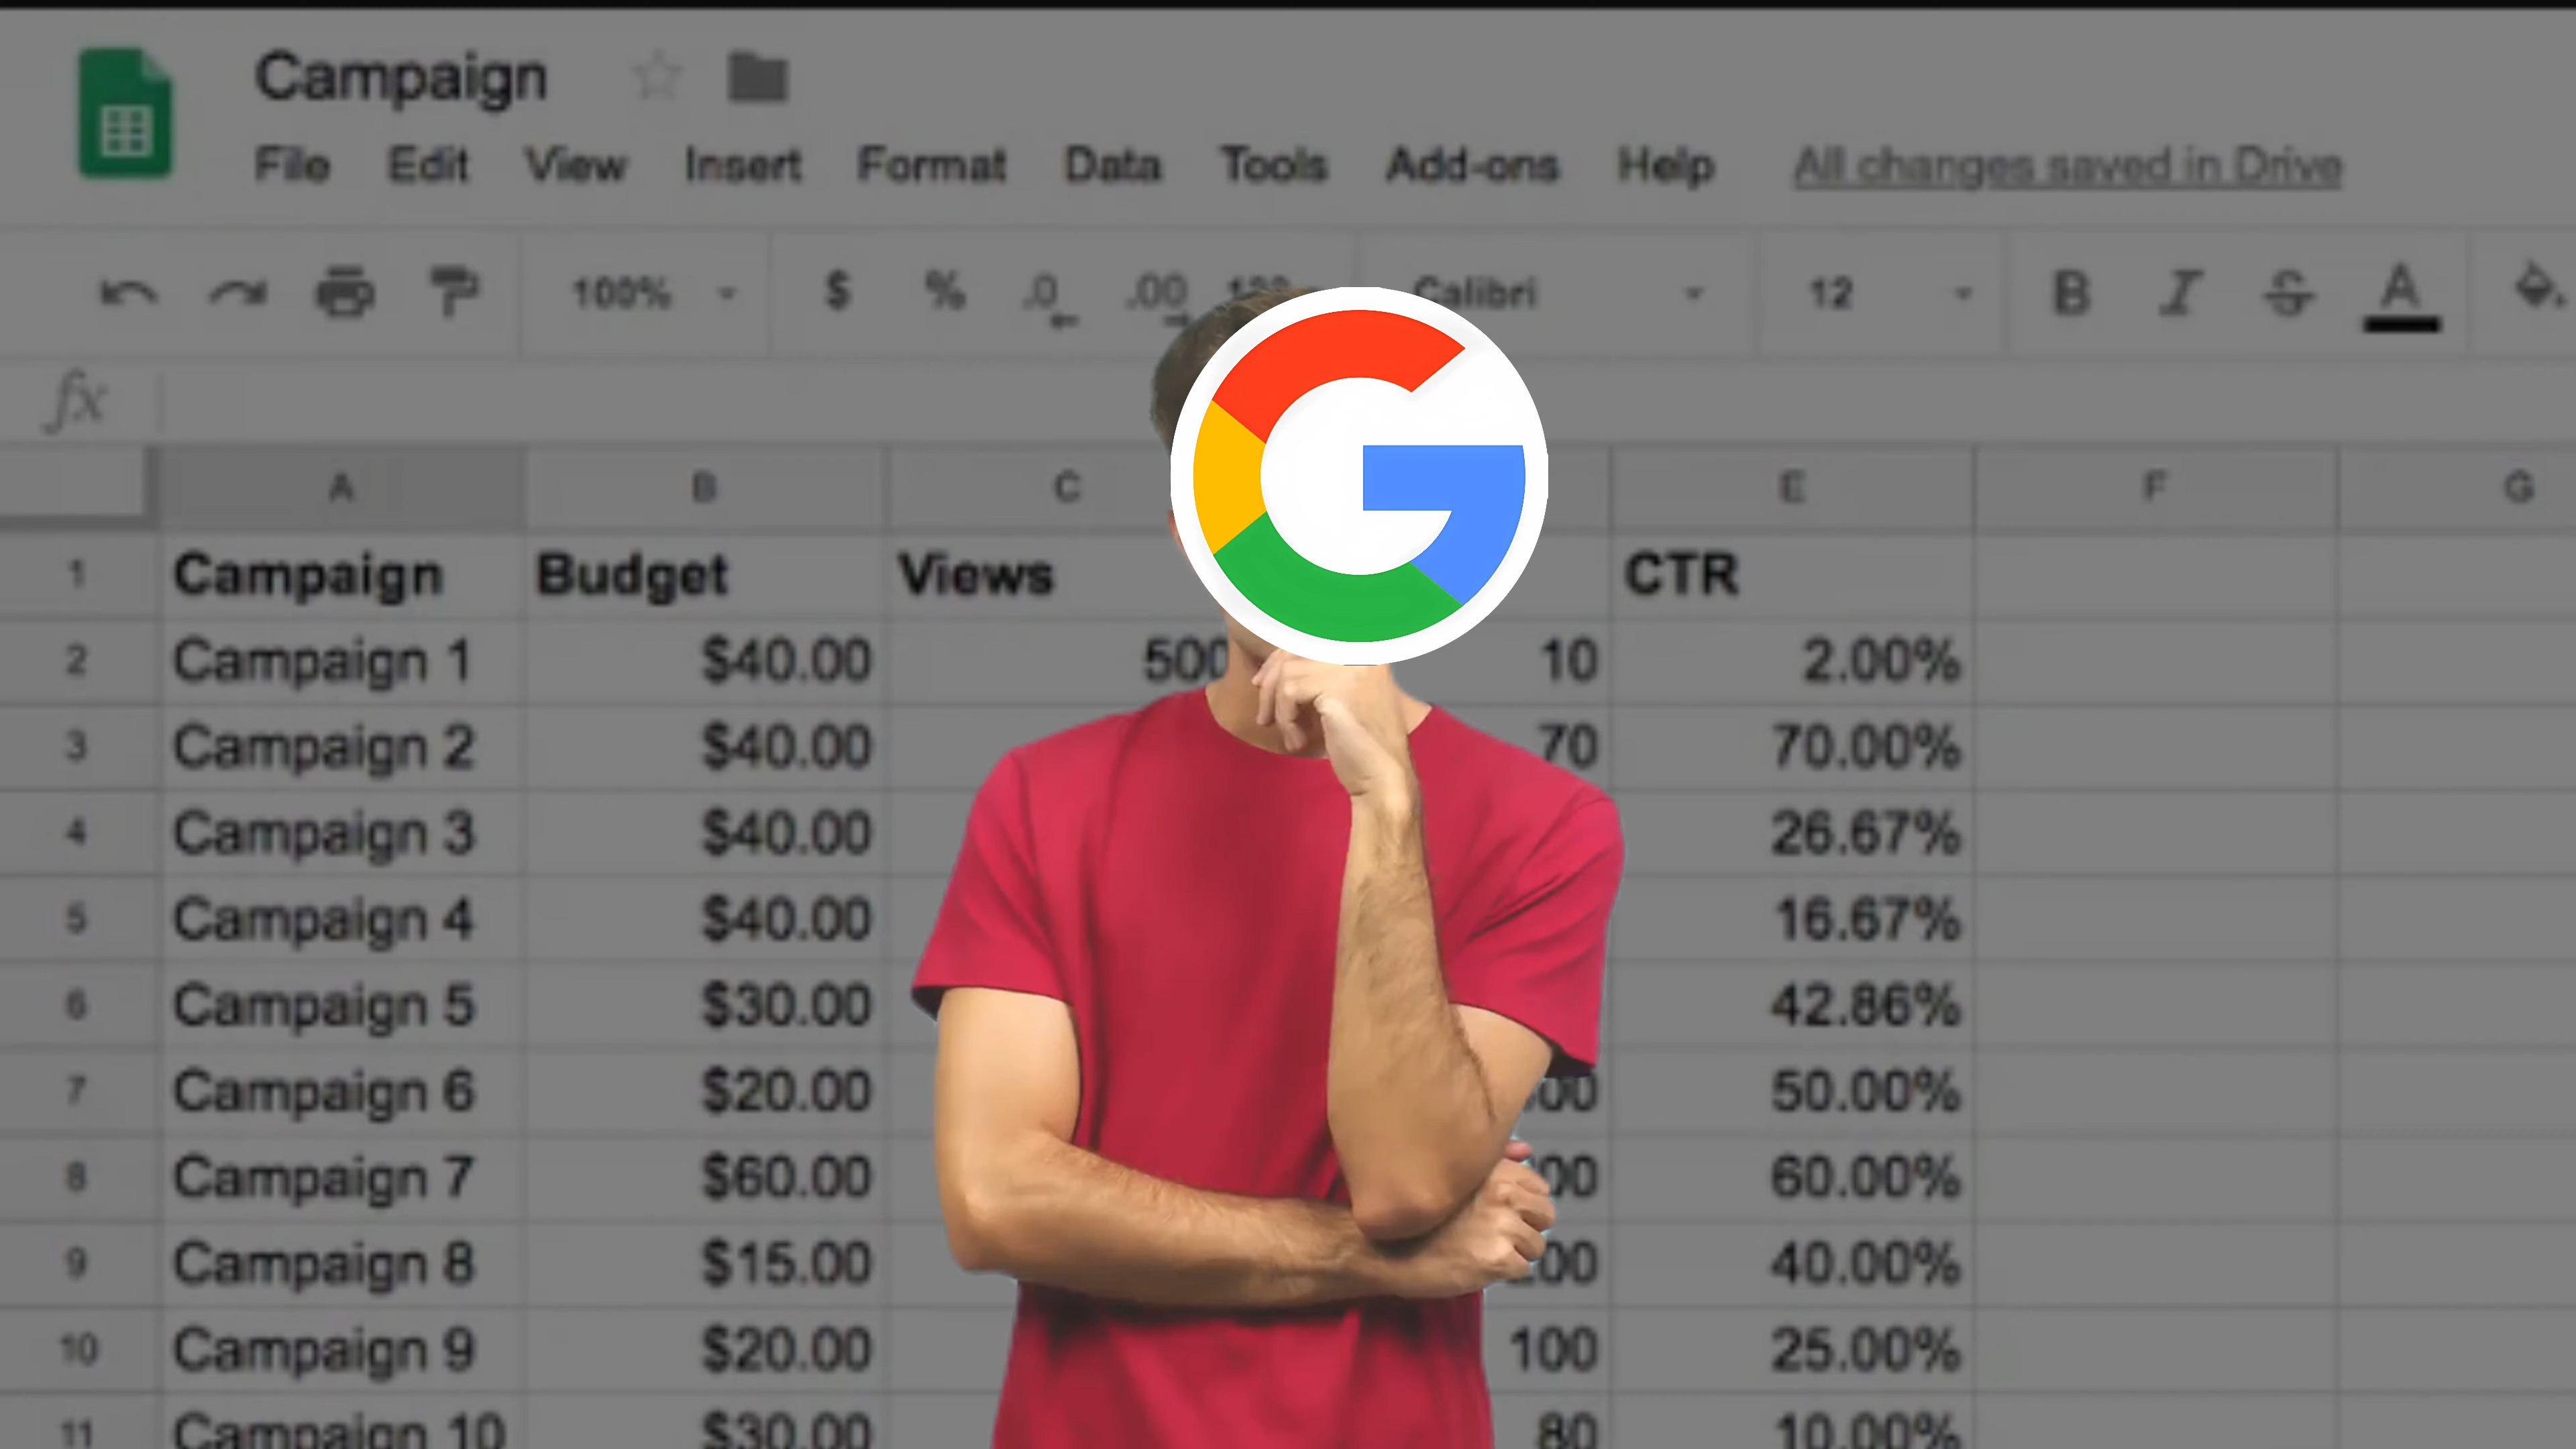 Campaign
File Edit View Insert Format Data Tools Add-ons Help All changes saved in Drive
100% $ % .0 .00 Calibri 12 B I S A
fx
A B C E F G
1 Campaign Budget Views CTR
2 Campaign 1 $40.00 500 10 2.00%
3 Campaign 2 $40.00 70 70.00%
4 Campaign 3 $40.00 26.67%
5 Campaign 4 $40.00 16.67%
6 Campaign 5 $30.00 42.86%
7 Campaign 6 $20.00 50.00%
8 Campaign 7 $60.00 60.00%
9 Campaign 8 $15.00 40.00%
10 Campaign 9 $20.00 100 25.00%
11 Campaign 10 $30.00 80 10.00%